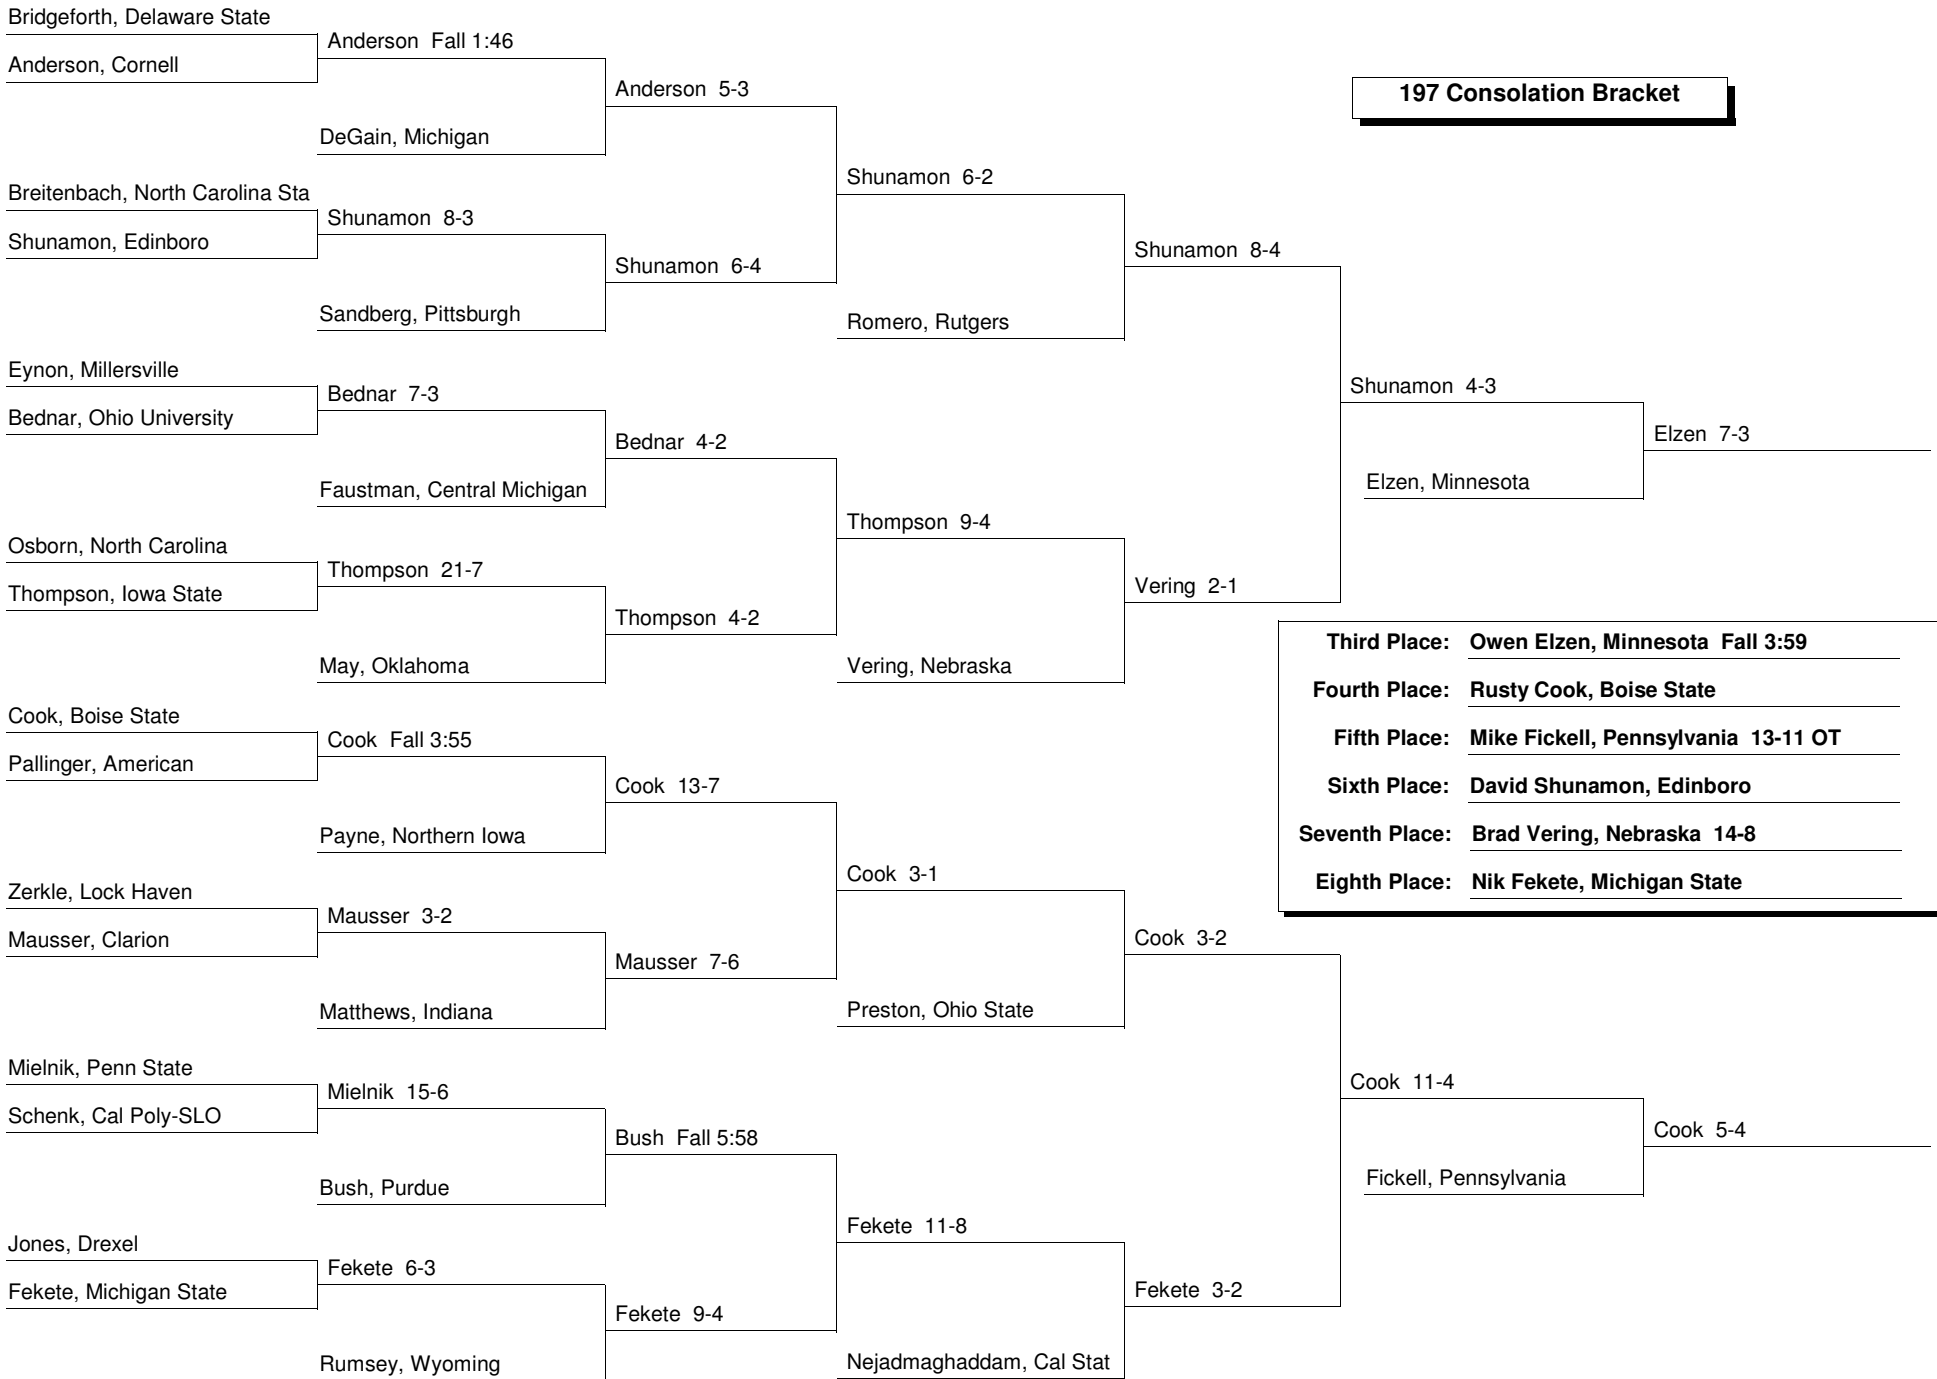 Bridgeforth, Delaware State
Anderson, Cornell
Breitenbach, North Carolina Sta
Shunamon, Edinboro
Eynon, Millersville
Bednar, Ohio University
Osborn, North Carolina
Thompson, Iowa State
Cook, Boise State
Pallinger, American
Zerkle, Lock Haven
Mausser, Clarion
Mielnik, Penn State
Schenk, Cal Poly-SLO
Jones, Drexel
Fekete, Michigan State
Anderson Fall 1:46
DeGain, Michigan
Shunamon 8-3
Sandberg, Pittsburgh
Bednar 7-3
Faustman, Central Michigan
Thompson 21-7
May, Oklahoma
Cook Fall 3:55
Payne, Northern Iowa
Mausser 3-2
Matthews, Indiana
Mielnik 15-6
Bush, Purdue
Fekete 6-3
Rumsey, Wyoming
Anderson 5-3
Shunamon 6-4
Bednar 4-2
Thompson 4-2
Cook 13-7
Mausser 7-6
Bush Fall 5:58
Fekete 9-4
Shunamon 6-2
Romero, Rutgers
Thompson 9-4
Vering, Nebraska
Cook 3-1
Preston, Ohio State
Fekete 11-8
Nejadmaghaddam, Cal Stat
Shunamon 8-4
Vering 2-1
Cook 3-2
Fekete 3-2
197 Consolation Bracket
Shunamon 4-3
Elzen, Minnesota
Elzen 7-3
Third Place: Owen Elzen, Minnesota Fall 3:59
Fourth Place: Rusty Cook, Boise State
Fifth Place: Mike Fickell, Pennsylvania 13-11 OT
Sixth Place: David Shunamon, Edinboro
Seventh Place: Brad Vering, Nebraska 14-8
Eighth Place: Nik Fekete, Michigan State
Cook 11-4
Fickell, Pennsylvania
Cook 5-4